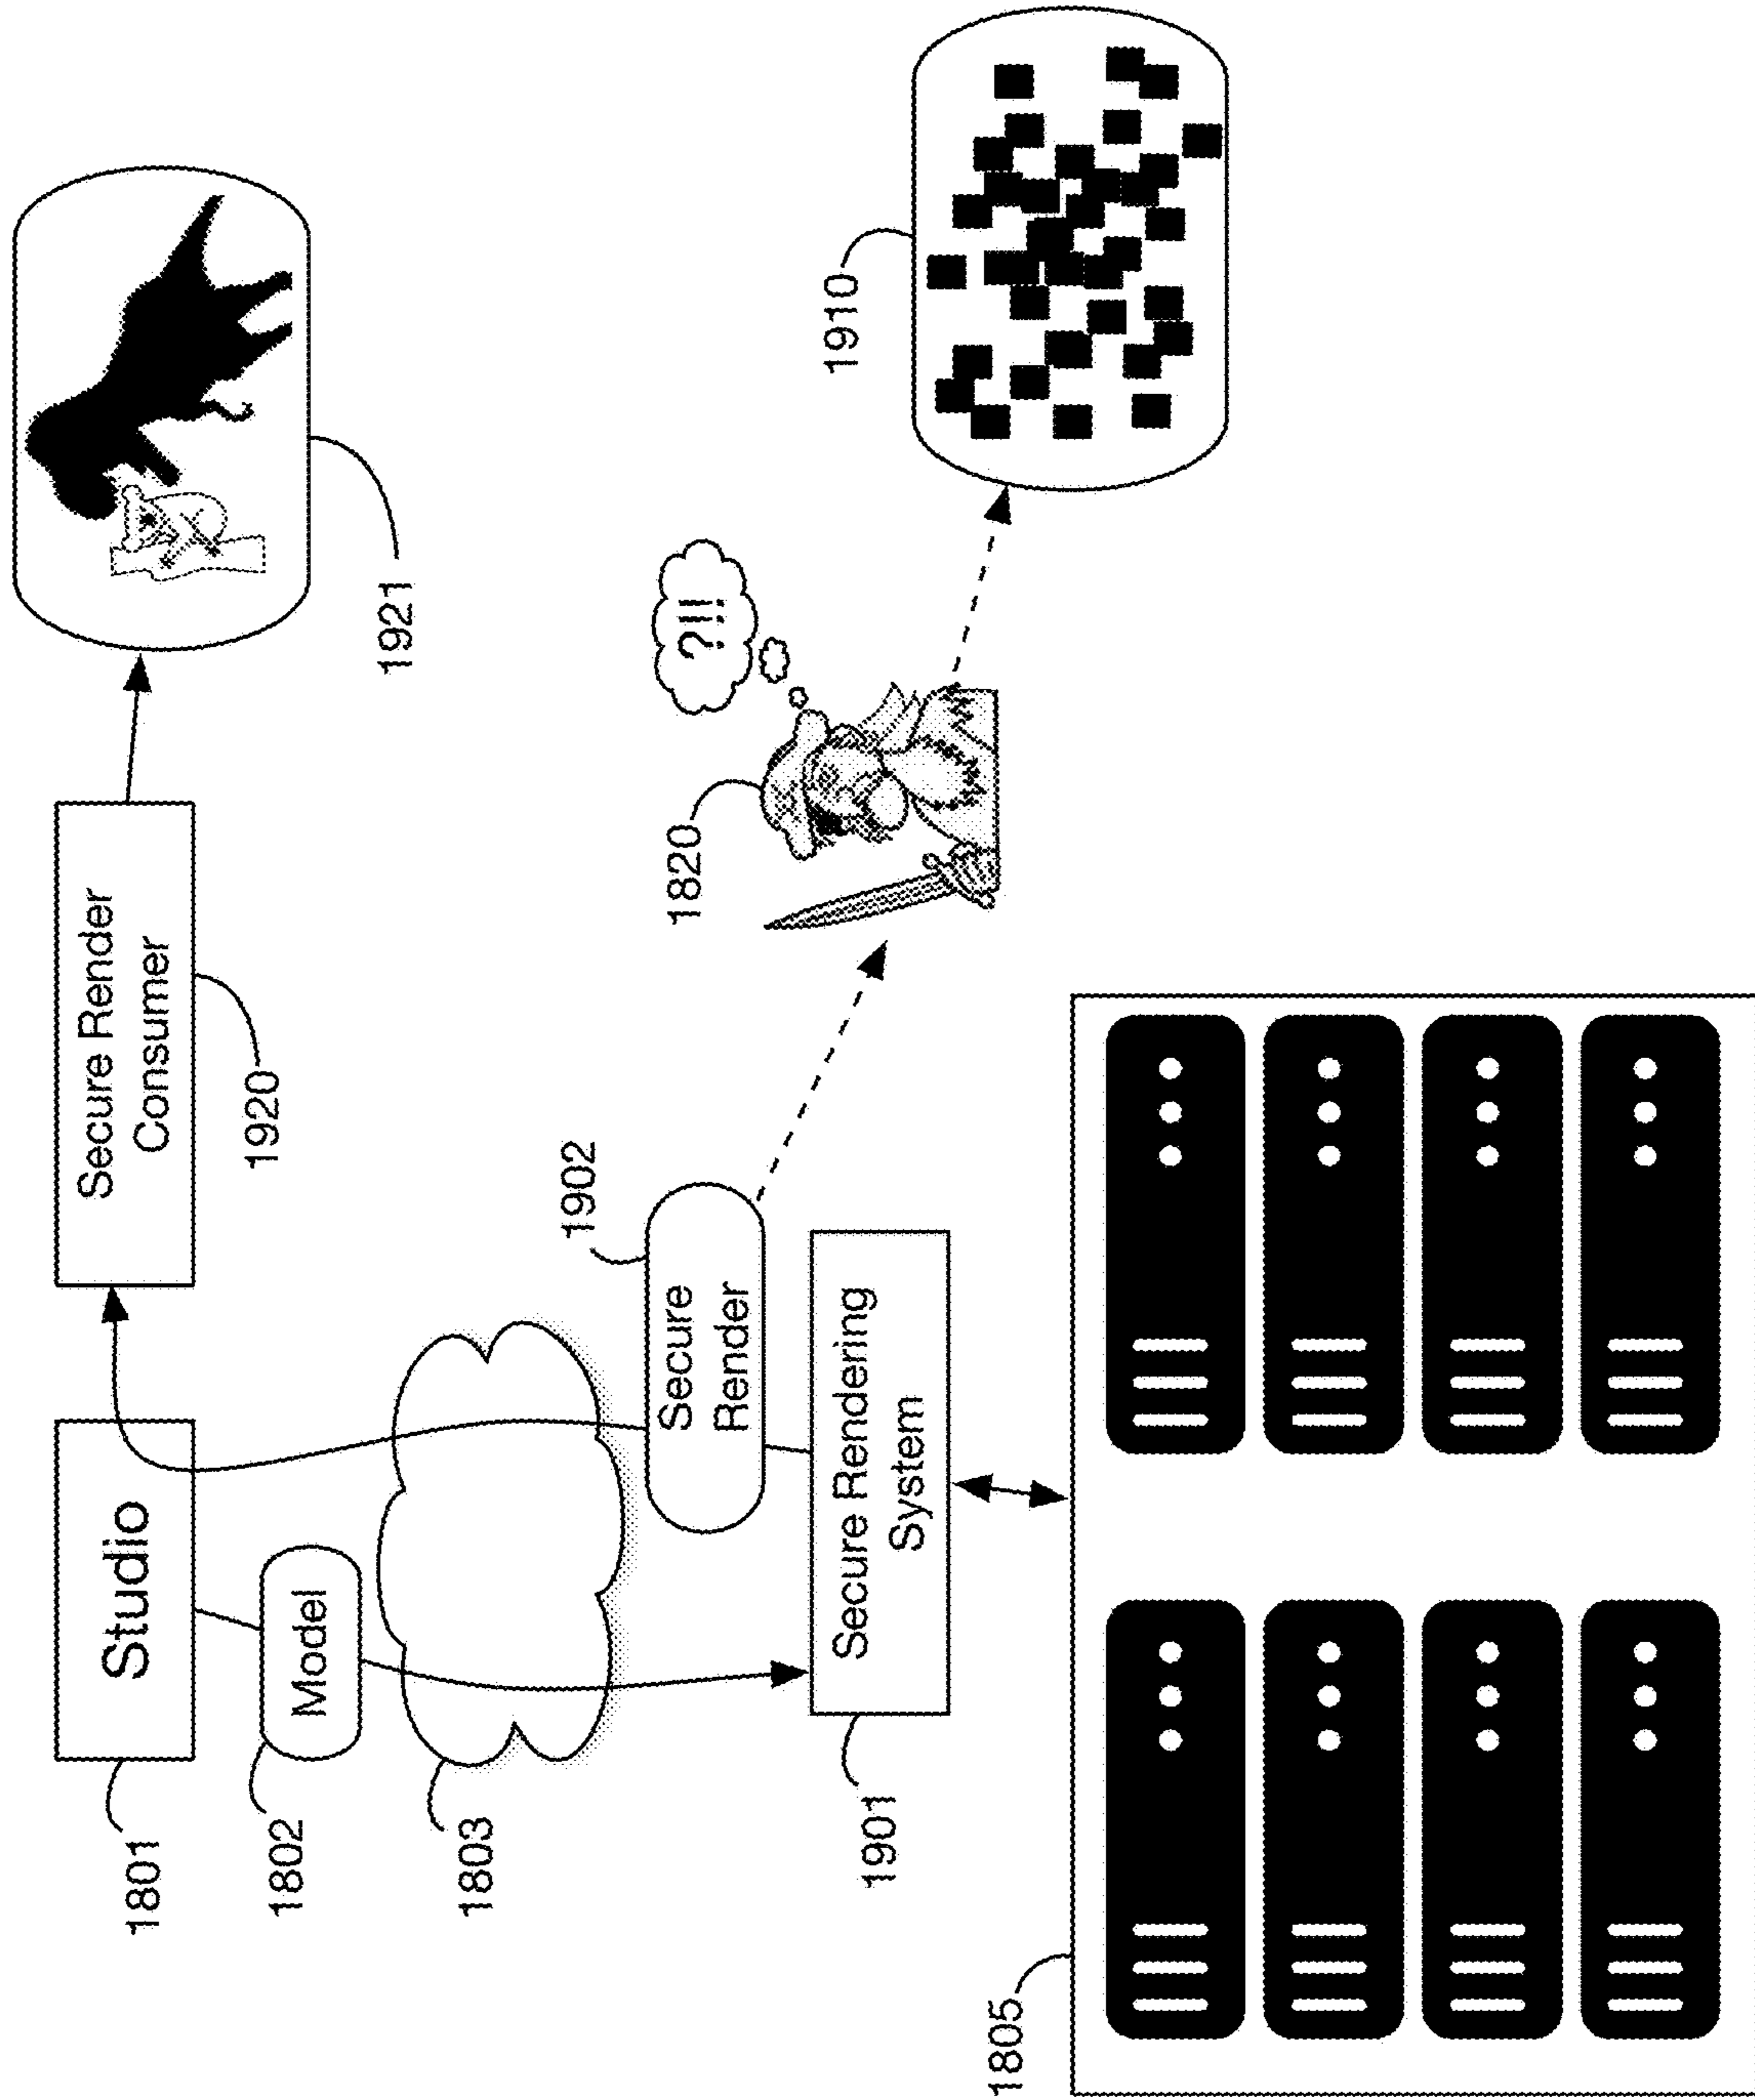 1801
Studio
1802
Model
1803
1902
Secure
Render
1901
Secure Rendering
System
1805
Secure Render
Consumer
1920
1921
1820
?!!!
1910